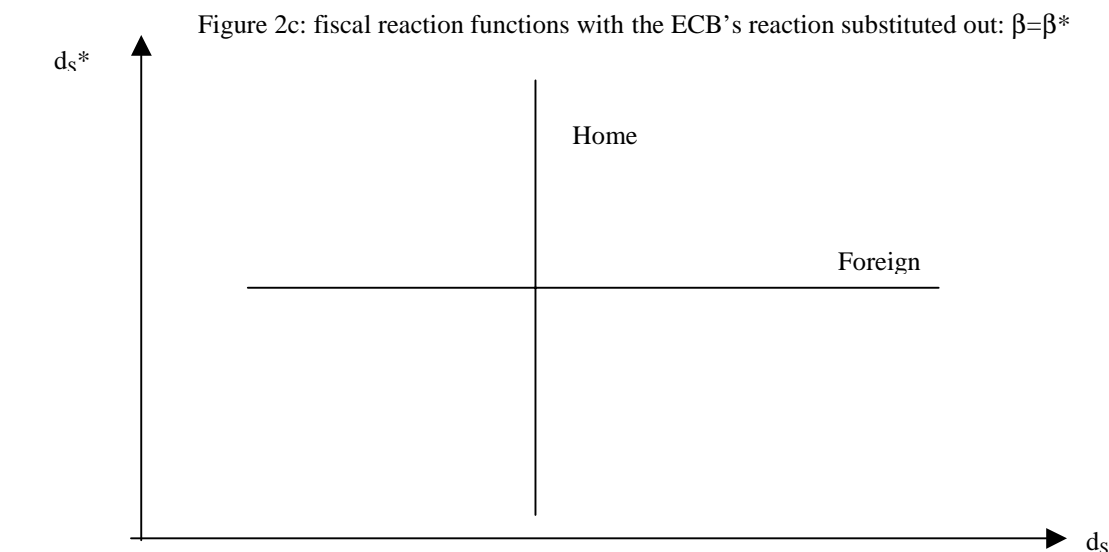 Figure 2c: fiscal reaction functions with the ECB’s reaction substituted out: β=β*
dS*
Home
Foreign
dS